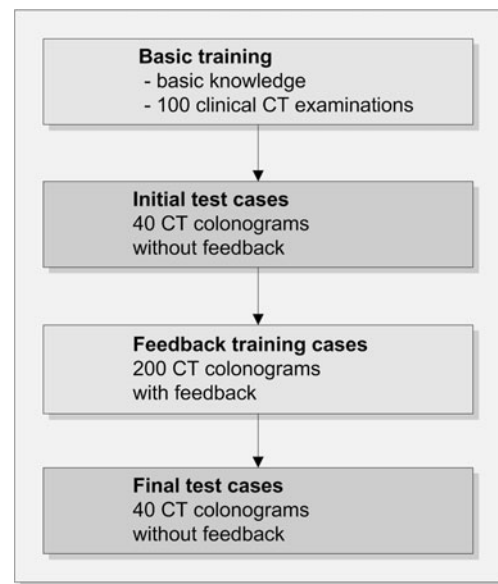 Basic training
- basic knowledge
- 100 clinical CT examinations
Initial test cases
40 CT colonograms
without feedback
Feedback training cases
200 CT colonograms
with feedback
Final test cases
40 CT colonograms
without feedback